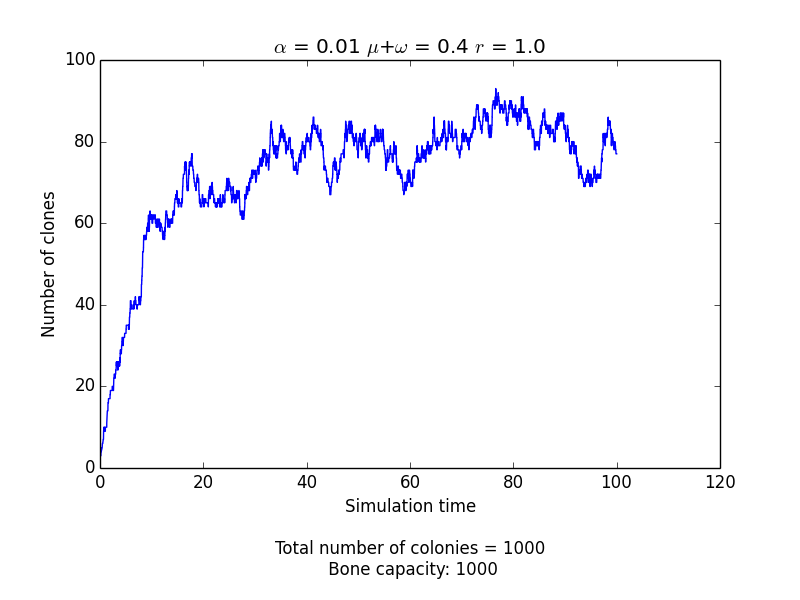 α = 0.01 μ+ω = 0.4 r = 1.0
100
80
60
40
20
0
Number of clones
0 20 40 60 80 100 120
Simulation time
Total number of colonies = 1000
Bone capacity: 1000